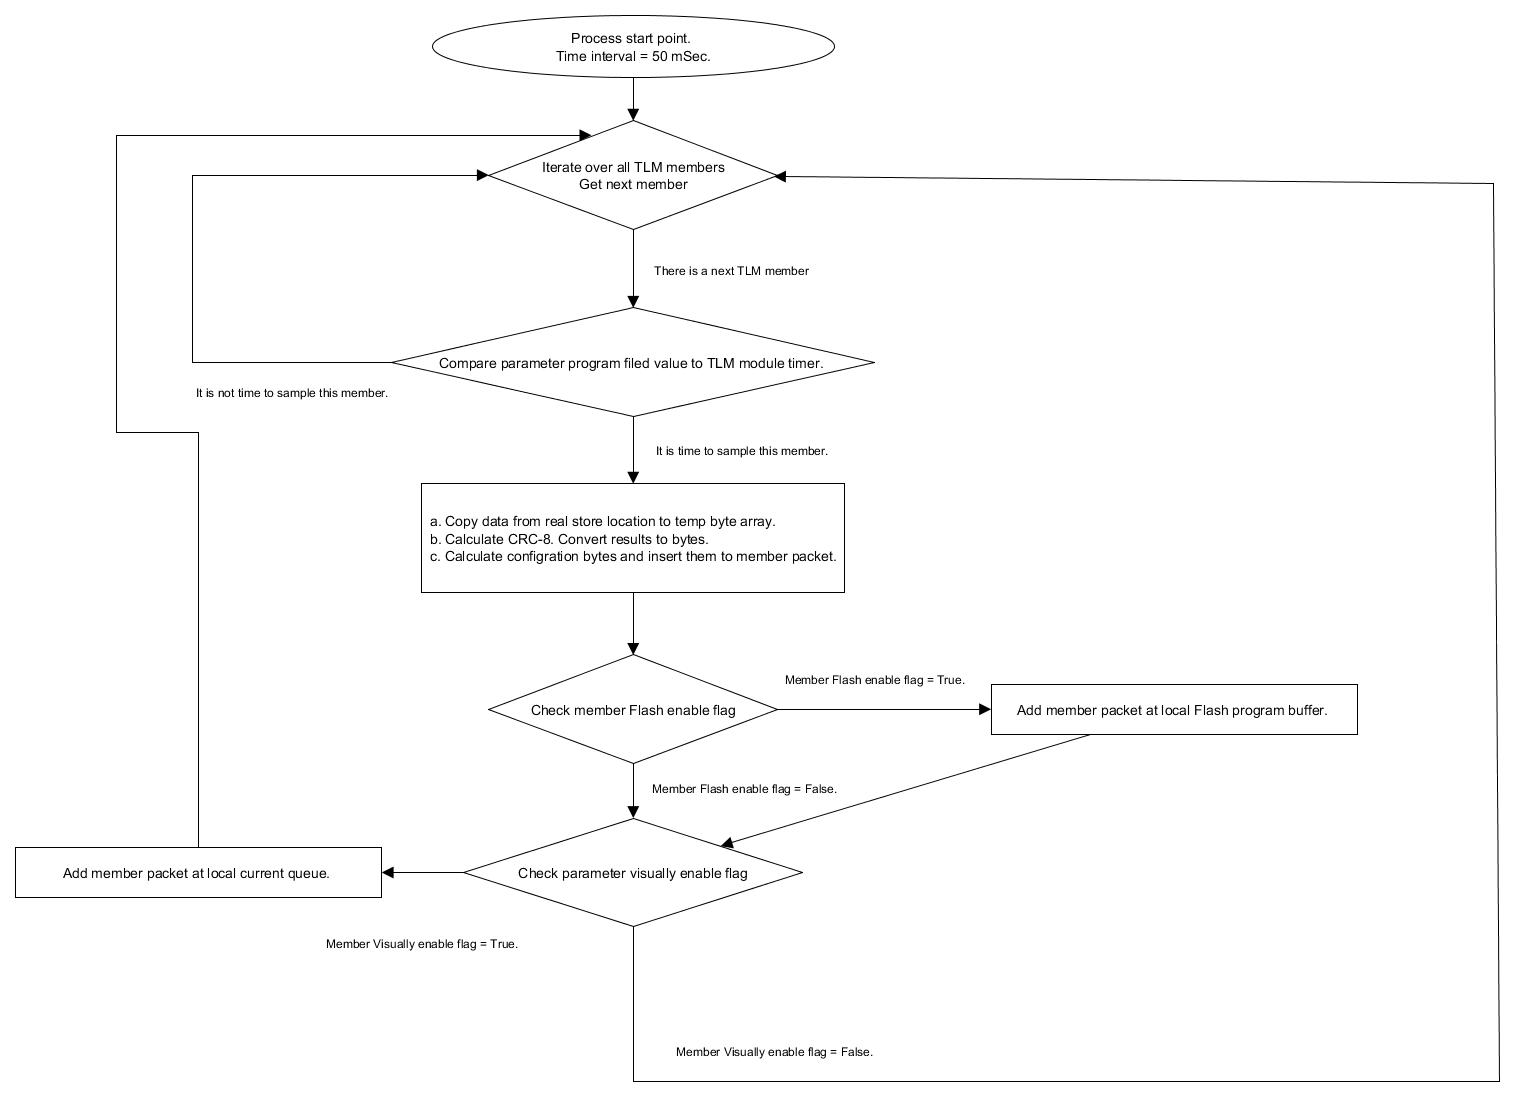 Process start point.
Time interval = 50 mSec.
Iterate over all TLM members
Get next member
There is a next TLM member
Compare parameter program filed value to TLM module timer.
It is not time to sample this member.
It is time to sample this member.
a. Copy data from real store location to temp byte array.
b. Calculate CRC-8. Convert results to bytes.
c. Calculate configration bytes and insert them to member packet.
Member Flash enable flag = True.
Check member Flash enable flag
Add member packet at local Flash program buffer.
Member Flash enable flag = False.
Add member packet at local current queue.
Check parameter visually enable flag
Member Visually enable flag = True.
Member Visually enable flag = False.